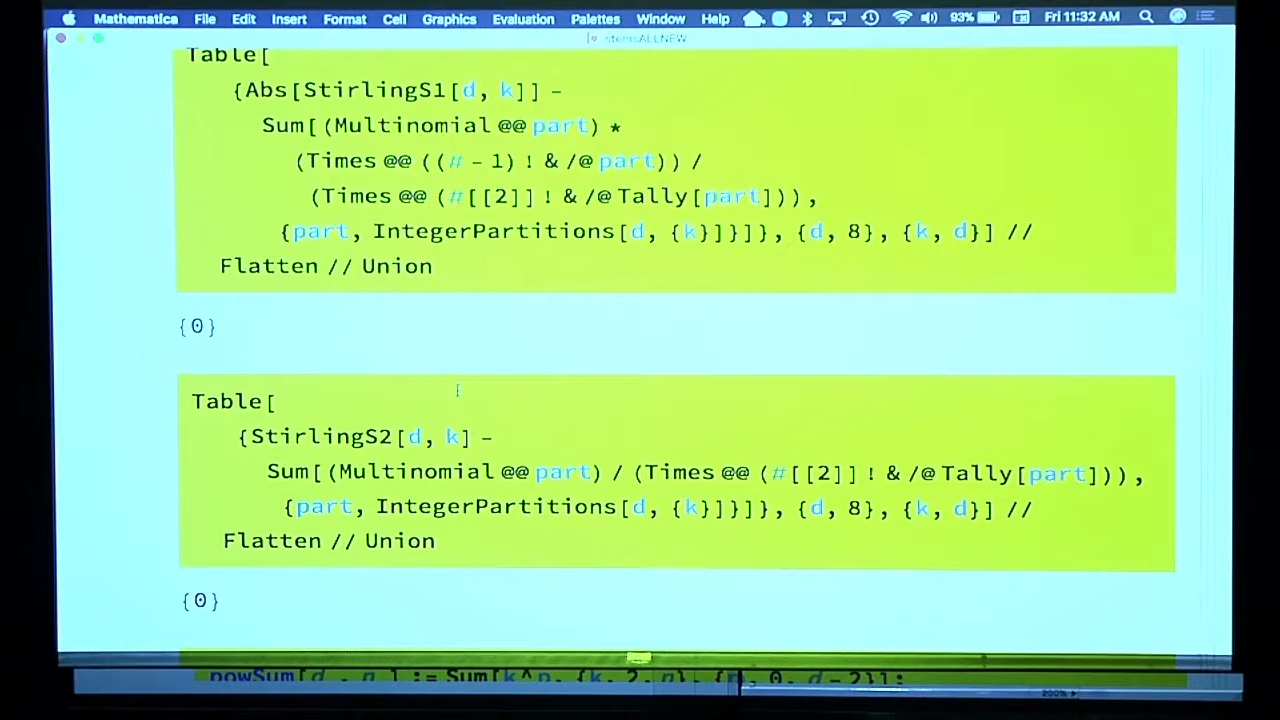 Mathematica File Edit Insert Format Cell Graphics Evaluation Palettes Window Help 93% Fri 11:32 AM
stemsALLNEW
Table[
{Abs[StirlingS1[d, k]] -
Sum[(Multinomial @@ part) *
(Times @@ ((# - 1) ! & /@ part)) /
(Times @@ (#[[2]] ! & /@ Tally[part])),
{part, IntegerPartitions[d, {k}]}]}, {d, 8}, {k, d}] //
Flatten // Union
{0}
Table[
{StirlingS2[d, k] -
Sum[(Multinomial @@ part) / (Times @@ (#[[2]] ! & /@ Tally[part])),
{part, IntegerPartitions[d, {k}]}]}, {d, 8}, {k, d}] //
Flatten // Union
{0}
200%